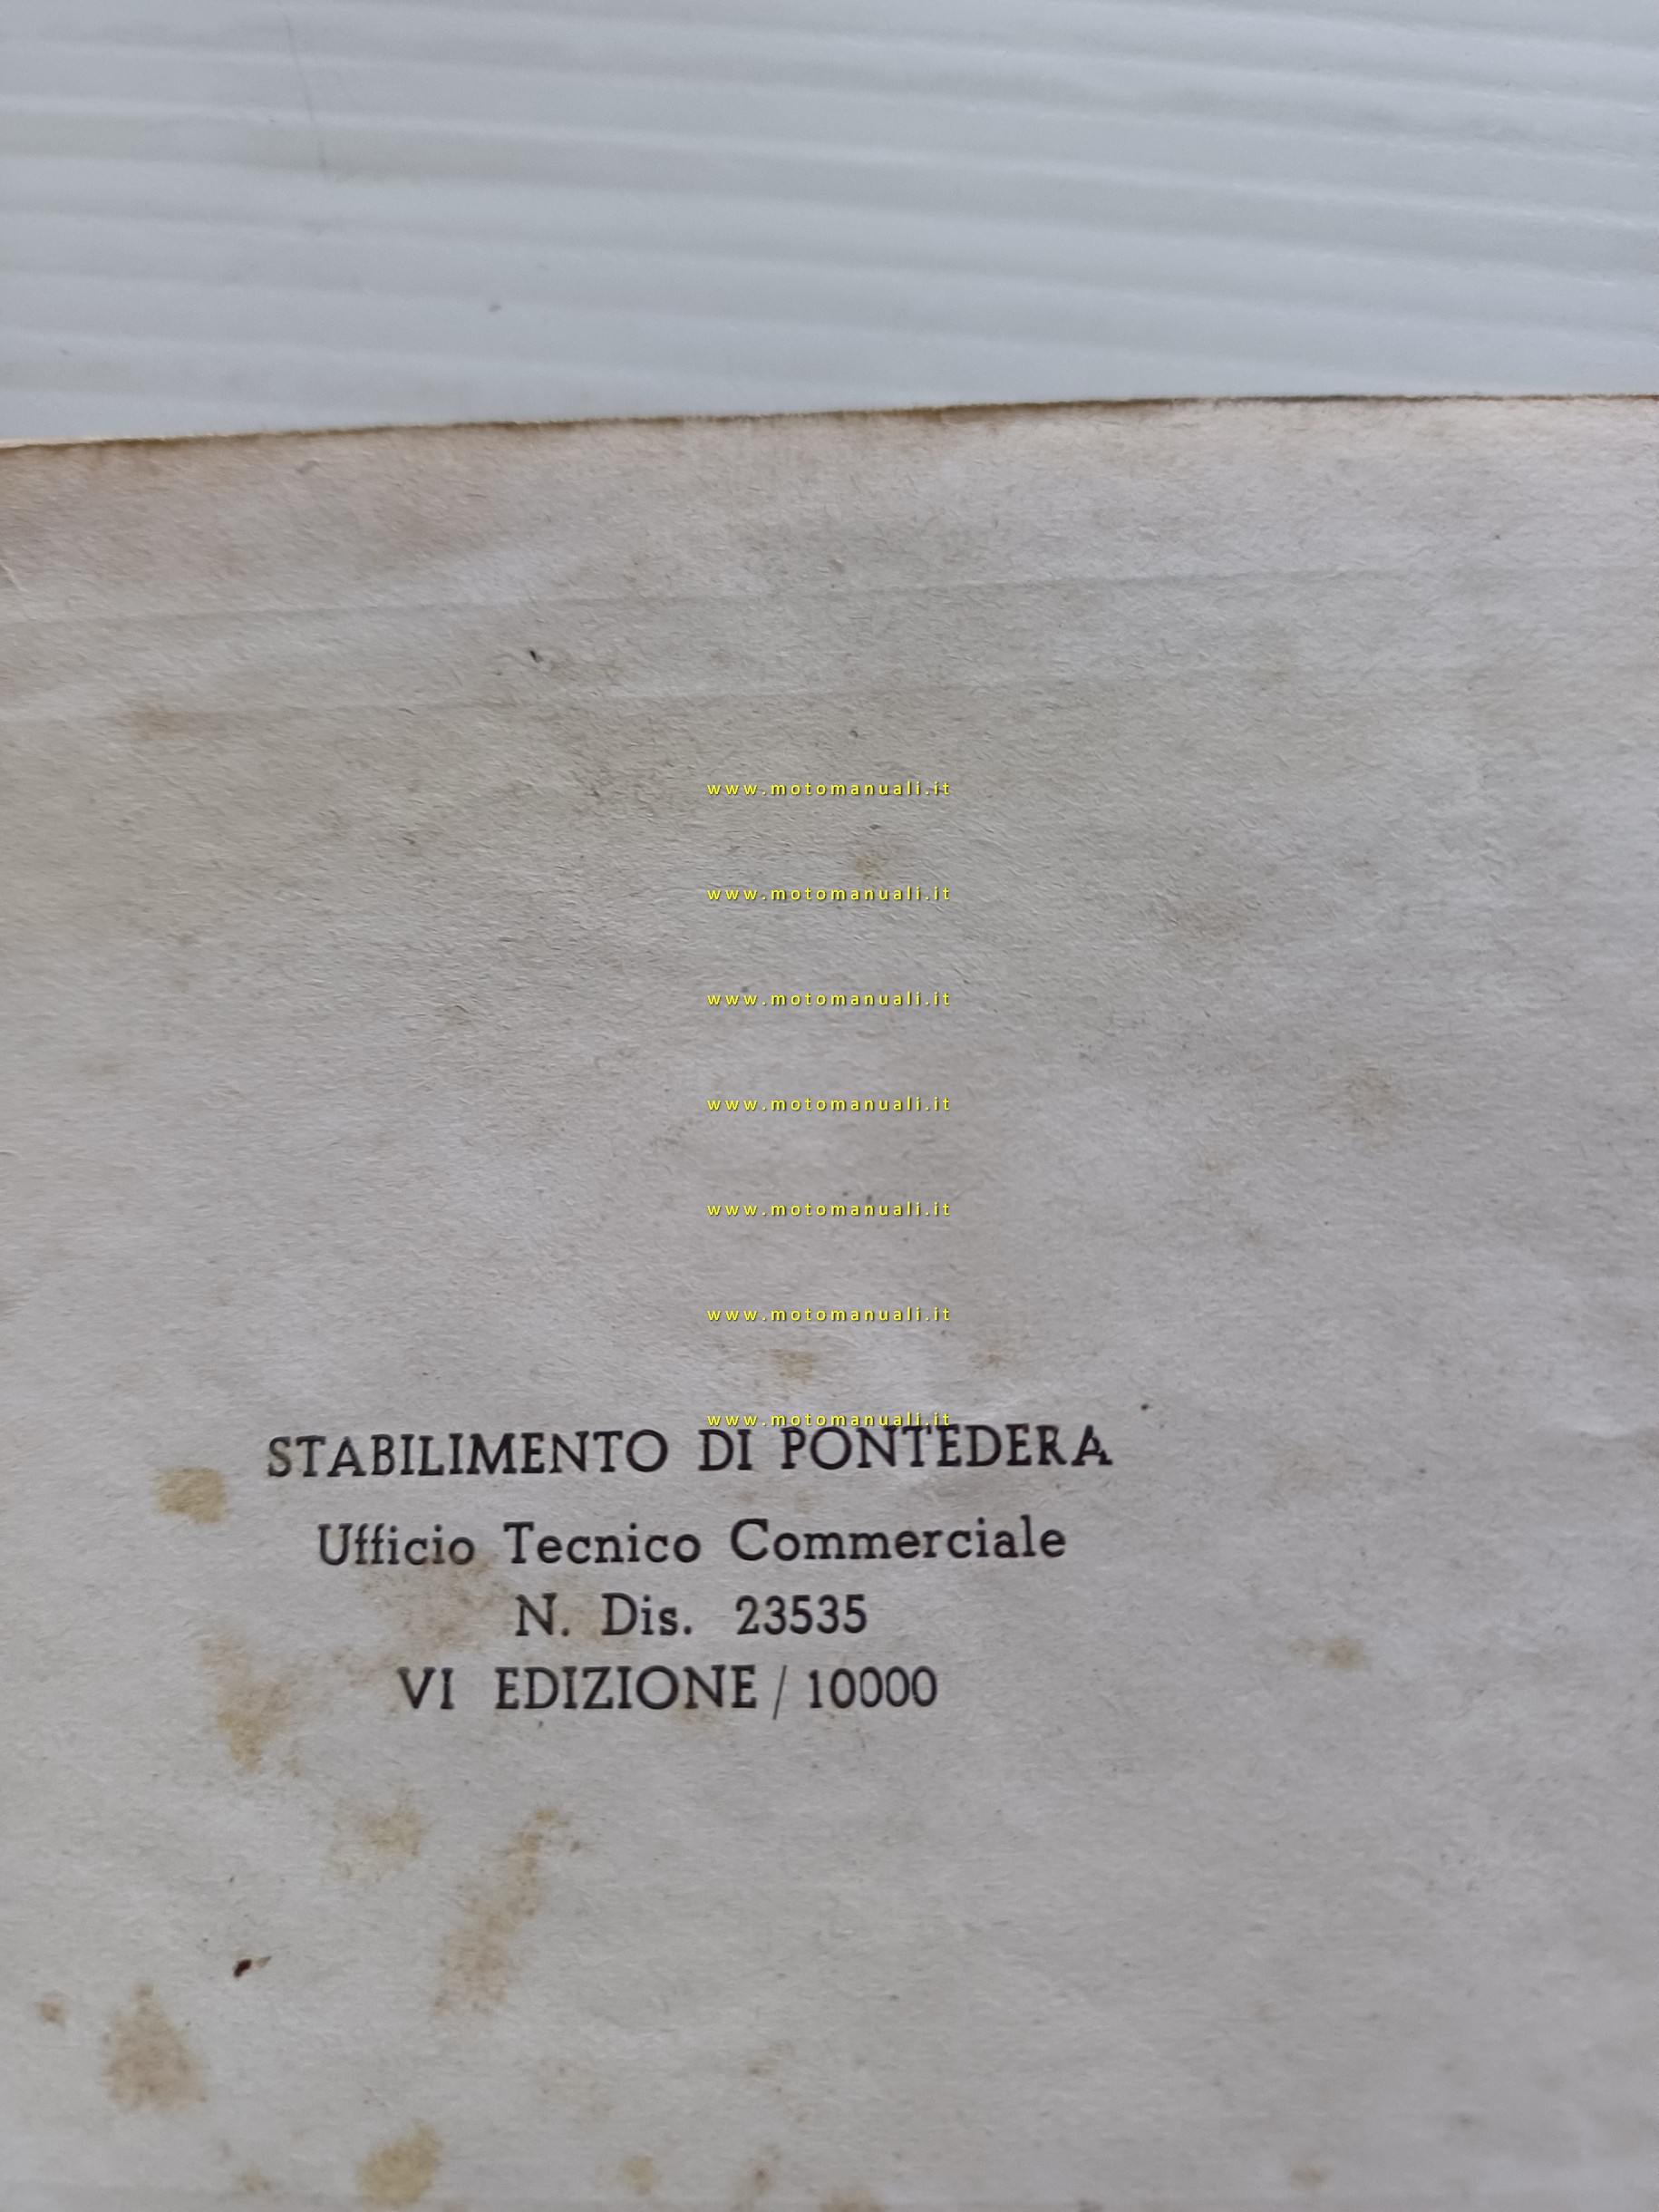 www.motomanuali.it
www.motomanuali.it
www.motomanuali.it
www.motomanuali.it
www.motomanuali.it
www.motomanuali.it
www.motomanuali.it
STABILIMENTO DI PONTEDERA
Ufficio Tecnico Commerciale
N. Dis. 23535
VI EDIZIONE / 10000